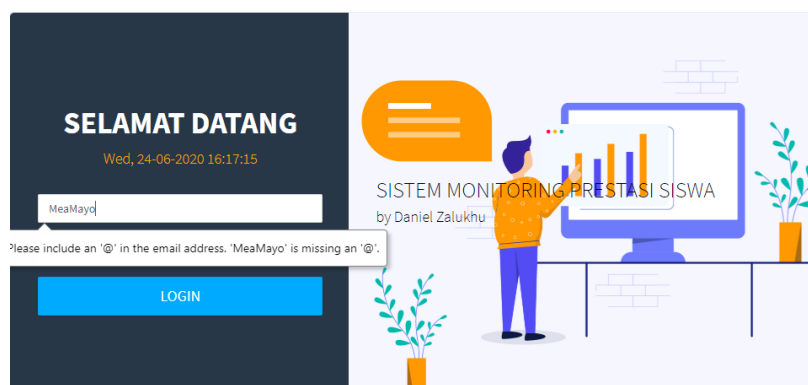 SELAMAT DATANG
Wed, 24-06-2020 16:17:15
MeaMayo
Please include an '@' in the email address. 'MeaMayo' is missing an '@'.
LOGIN
SISTEM MONITORING PRESTASI SISWA
by Daniel Zalukhu